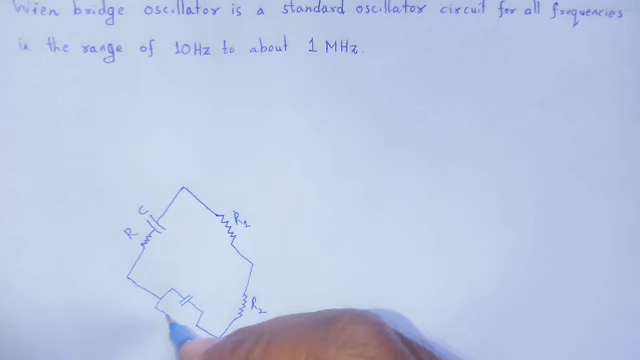 Wien bridge oscillator is a standard oscillator circuit for all frequencies
in the range of 10Hz to about 1 MHz.
C
R
R2
R2